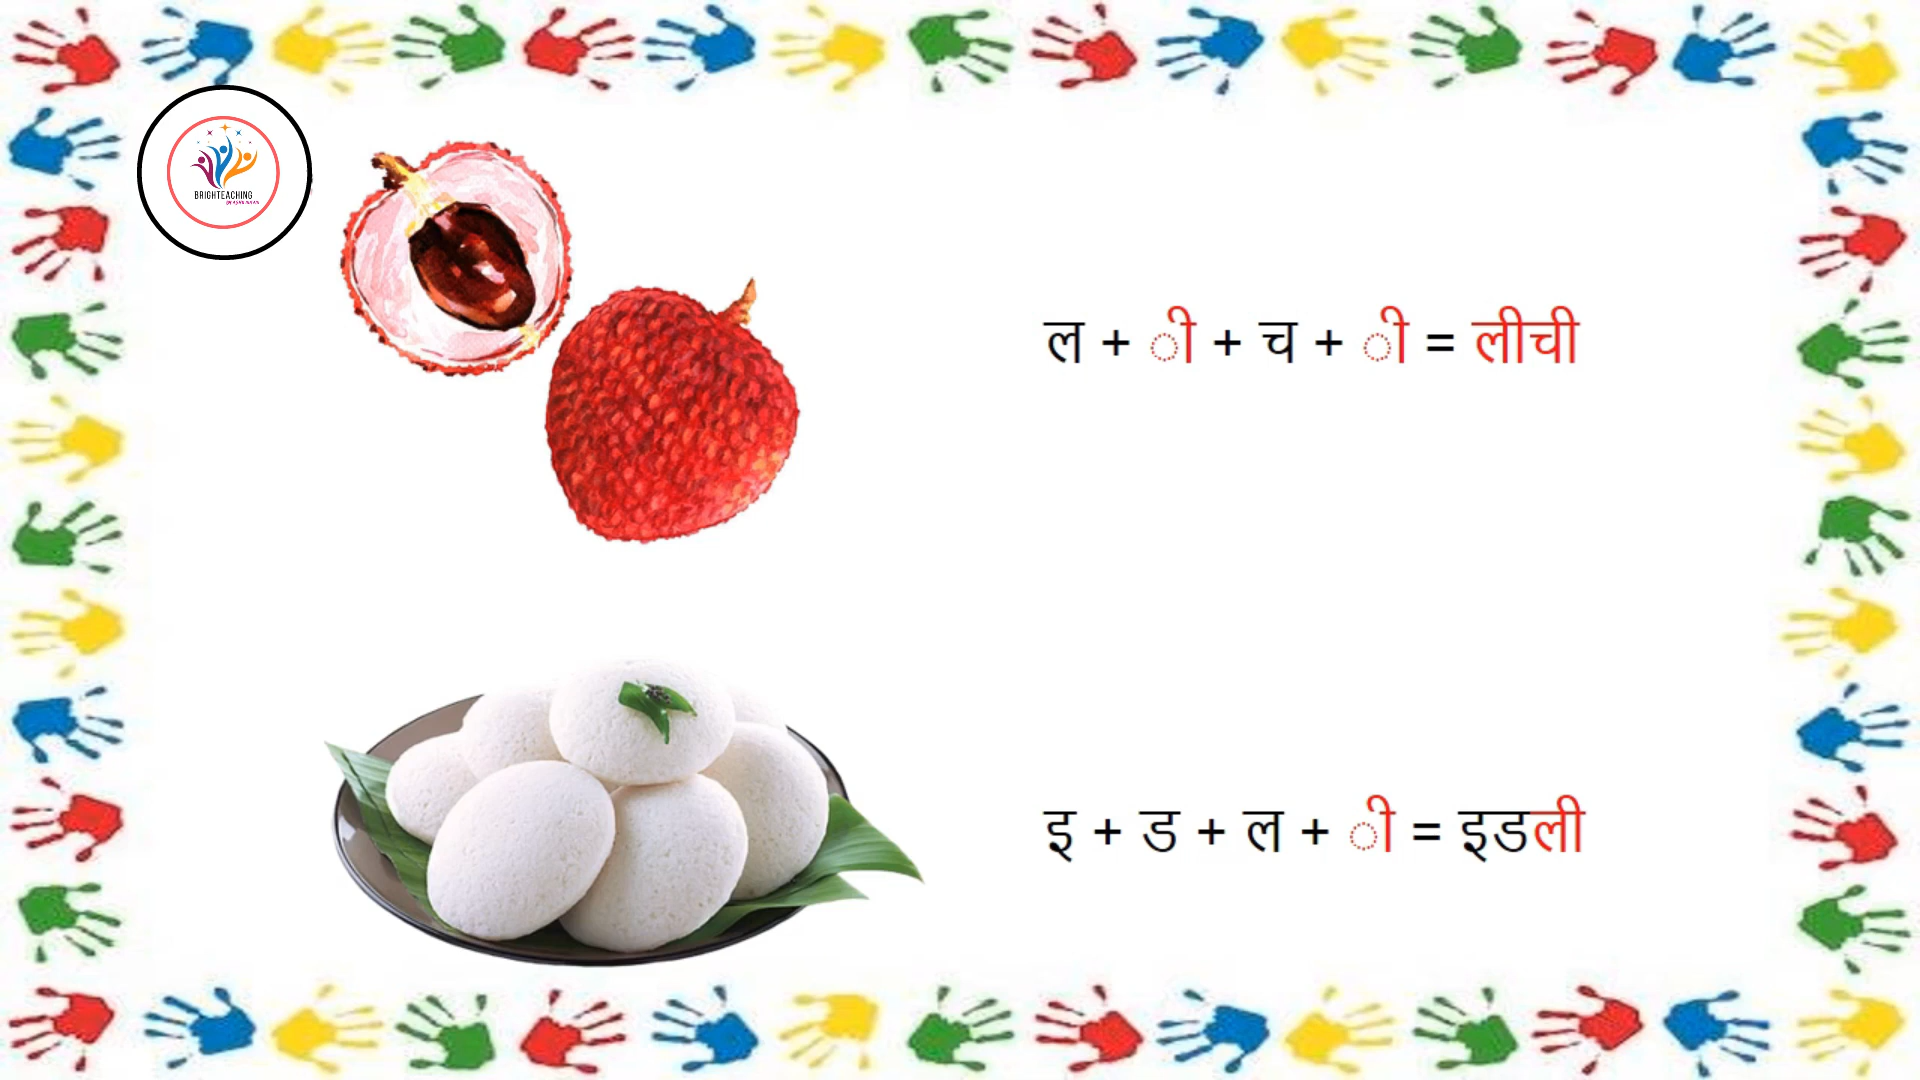 BRIGHTEACHING
ल + ी + च + ी = लीची
इ + ड + ल + ी = इडली